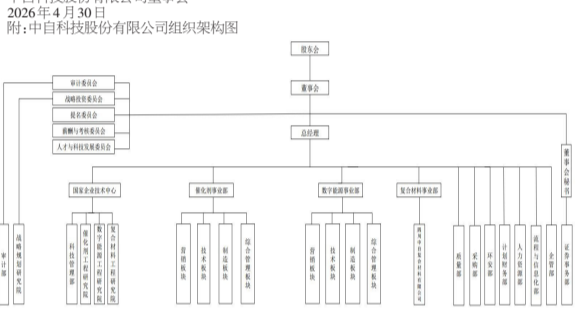 中自科技股份有限公司董事会
2026年4月30日
附:中自科技股份有限公司组织架构图
股东会
审计委员会
战略投资委员会
提名委员会
薪酬与考核委员会
人才与科技发展委员会
董事会
总经理
董事会秘书
国家企业技术中心
催化剂事业部
数字能源事业部
复合材料事业部
审计部
战略规划研究院
科技管理部
催化剂工程研究院
数字能源工程研究院
复合材料工程研究院
营销板块
技术板块
制造板块
综合管理板块
营销板块
技术板块
制造板块
综合管理板块
质量部
采购部
环安部
计划财务部
人力资源部
流程与信息化部
企管部
证券事务部